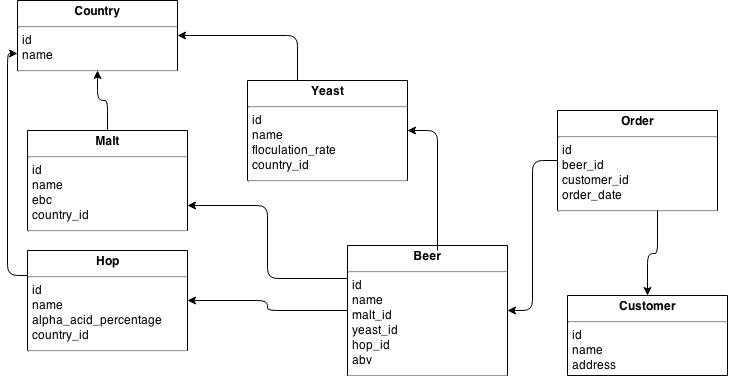 Country
id
name
Yeast
id
name
floculation_rate
country_id
Order
id
beer_id
customer_id
order_date
Malt
id
name
ebc
country_id
Hop
id
name
alpha_acid_percentage
country_id
Beer
id
name
malt_id
yeast_id
hop_id
abv
Customer
id
name
address